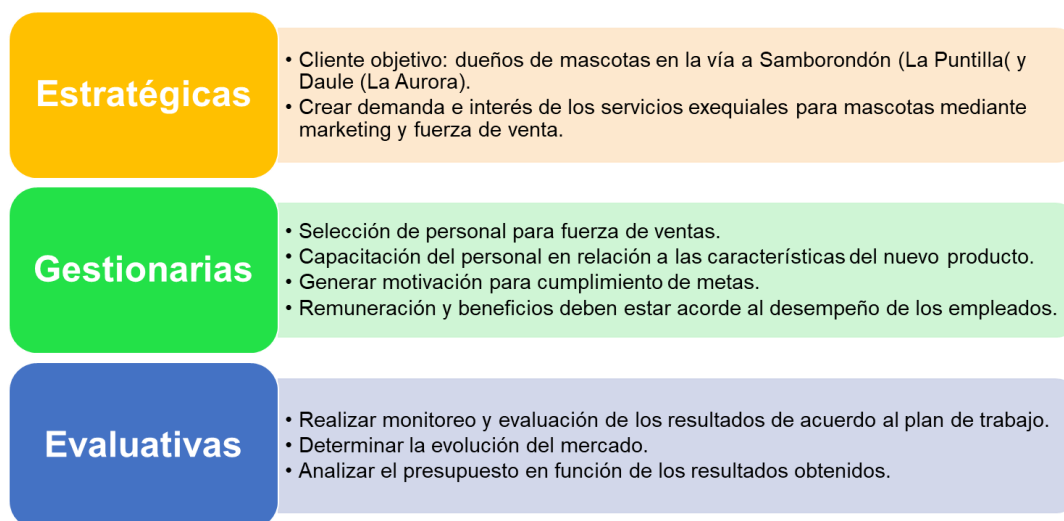 Estratégicas
• Cliente objetivo: dueños de mascotas en la vía a Samborondón (La Puntilla( y
Daule (La Aurora).
• Crear demanda e interés de los servicios exequiales para mascotas mediante
marketing y fuerza de venta.
Gestionarias
• Selección de personal para fuerza de ventas.
• Capacitación del personal en relación a las características del nuevo producto.
• Generar motivación para cumplimiento de metas.
• Remuneración y beneficios deben estar acorde al desempeño de los empleados.
Evaluativas
• Realizar monitoreo y evaluación de los resultados de acuerdo al plan de trabajo.
• Determinar la evolución del mercado.
• Analizar el presupuesto en función de los resultados obtenidos.